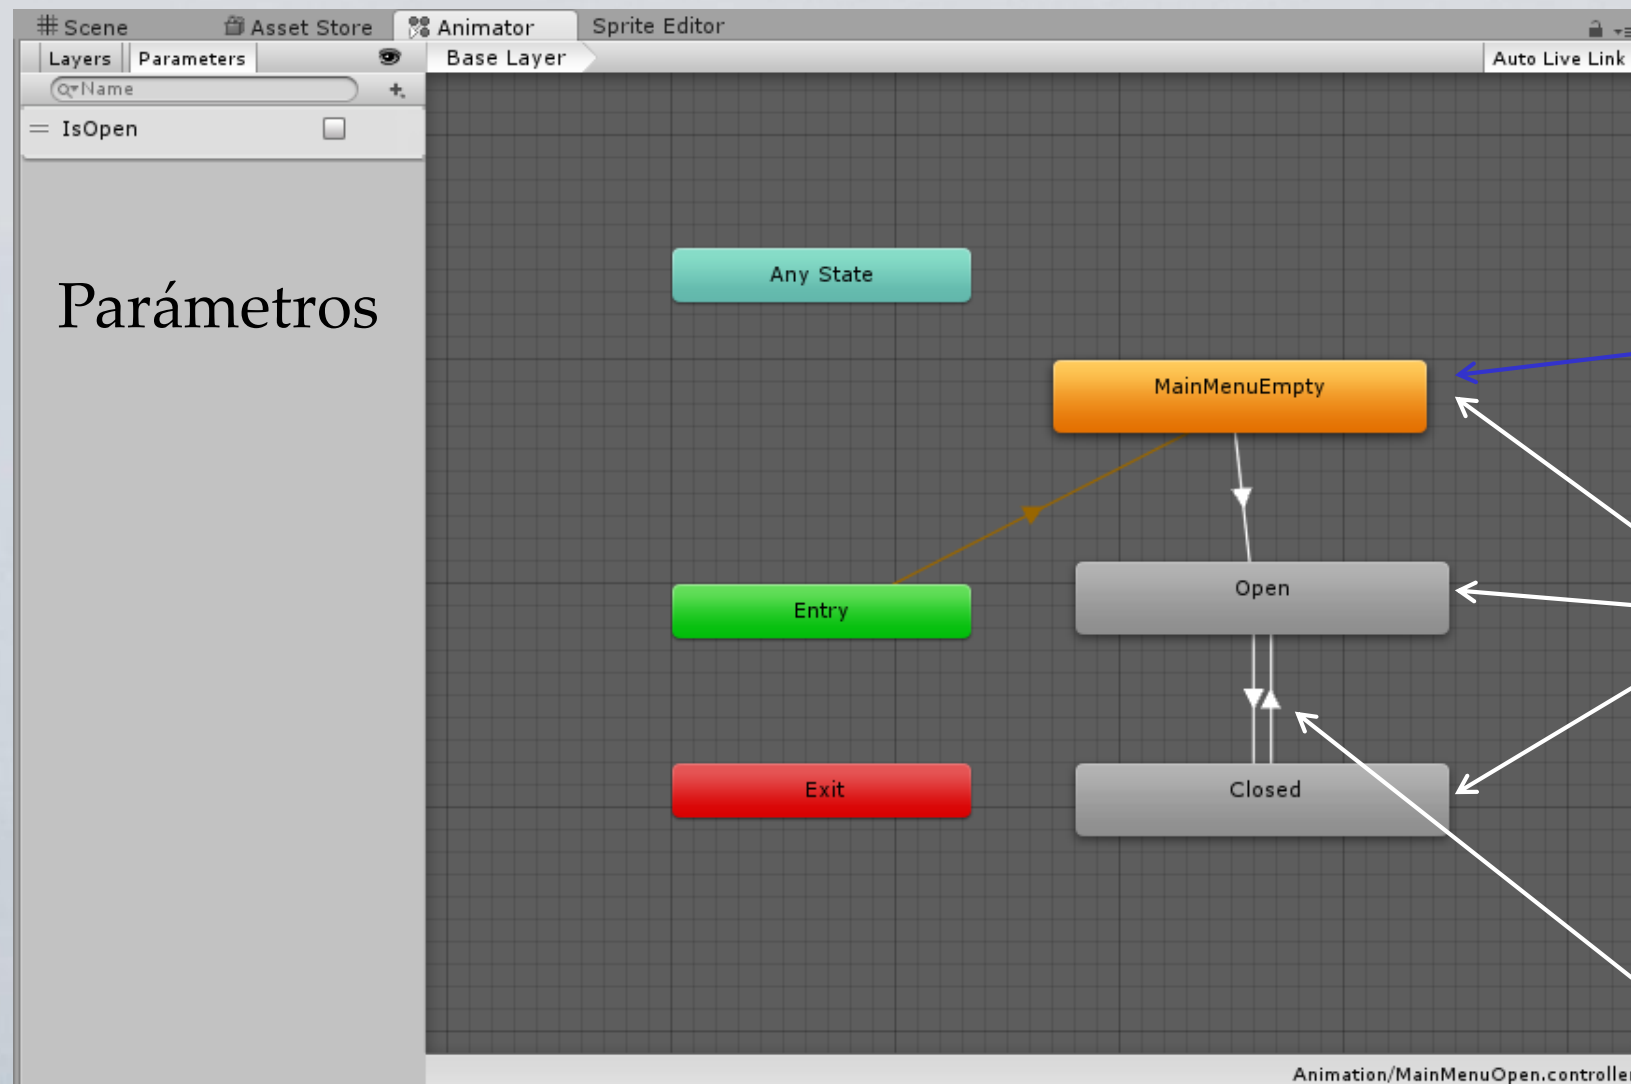 Scene Asset Store Animator Sprite Editor
Layers Parameters Base Layer Auto Live Link
Name
IsOpen
Parámetros
Any State
MainMenuEmpty
Open
Entry
Exit
Closed
Animation/MainMenuOpen.controller